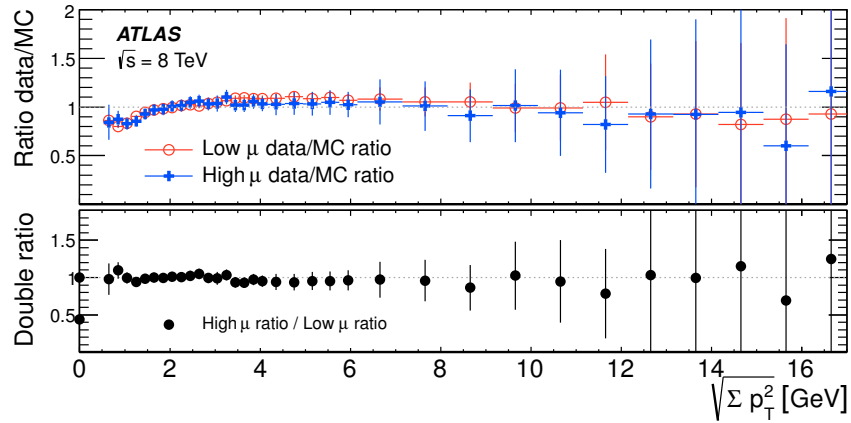 Ratio data/MC
2
1.5
1
0.5
ATLAS
√s = 8 TeV
Low μ data/MC ratio
High μ data/MC ratio
Double ratio
1.5
1
0.5
High μ ratio / Low μ ratio
0 2 4 6 8 10 12 14 16
√Σ p_T^2 [GeV]